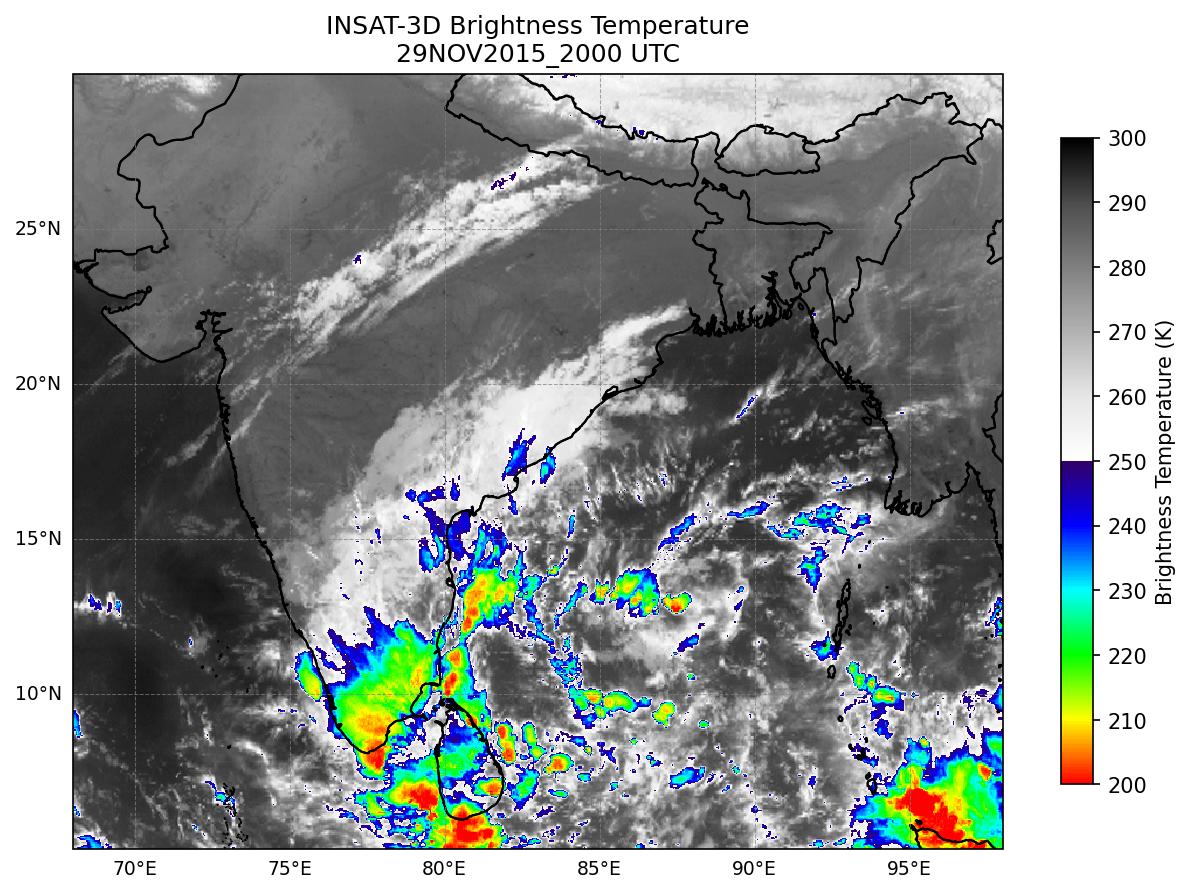 INSAT-3D Brightness Temperature
29NOV2015_2000 UTC
25°N
20°N
15°N
10°N
70°E
75°E
80°E
85°E
90°E
95°E
300
290
280
270
260
250
240
230
220
210
200
Brightness Temperature (K)